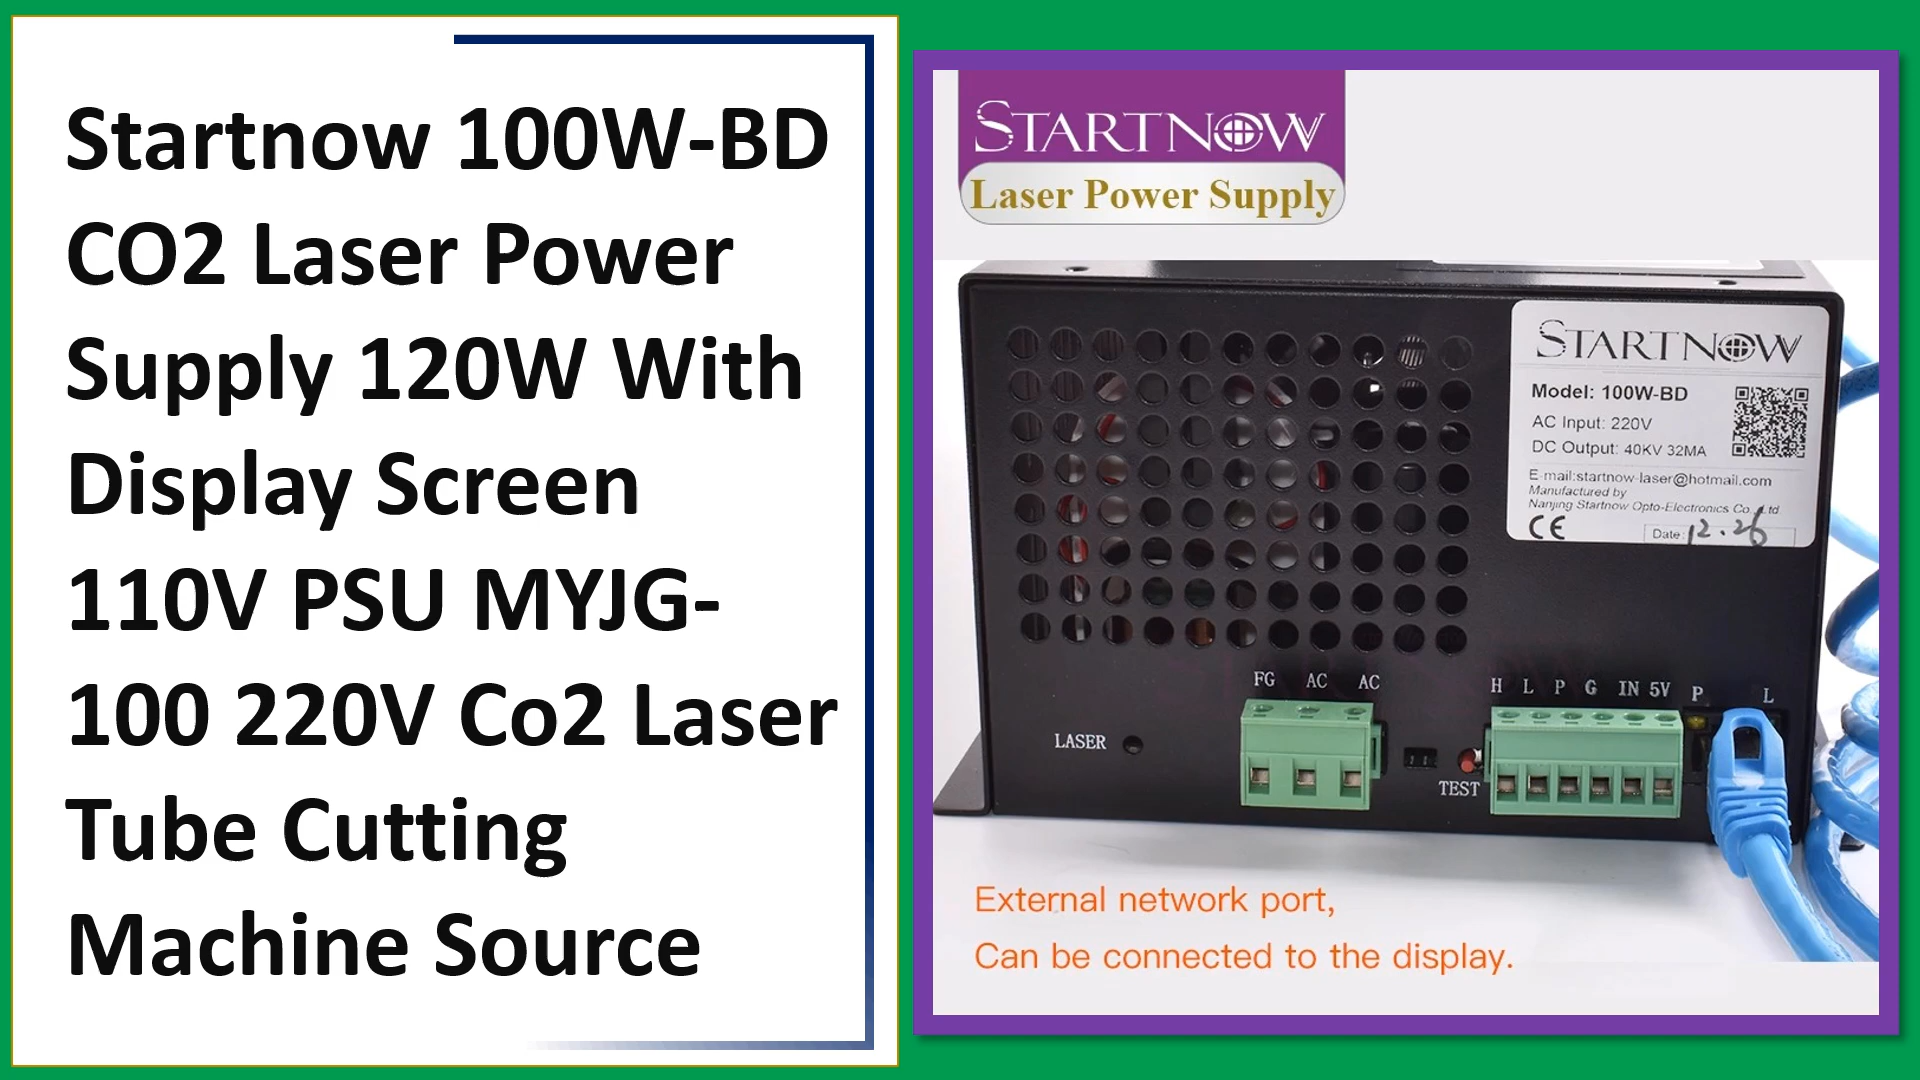 Startnow 100W-BD
CO2 Laser Power
Supply 120W With
Display Screen
110V PSU MYJG-
100 220V Co2 Laser
Tube Cutting
Machine Source
STARTNOW
Laser Power Supply
STARTNOW
Model: 100W-BD
AC Input: 220V
DC Output: 40KV 32MA
E-mail:startnow-laser@hotmail.com
Manufactured by
Nanjing Startnow Opto-Electronics Co., Ltd
CE
Date: 12.26
FG AC AC
H L P G IN 5V P L
LASER
TEST
External network port,
Can be connected to the display.